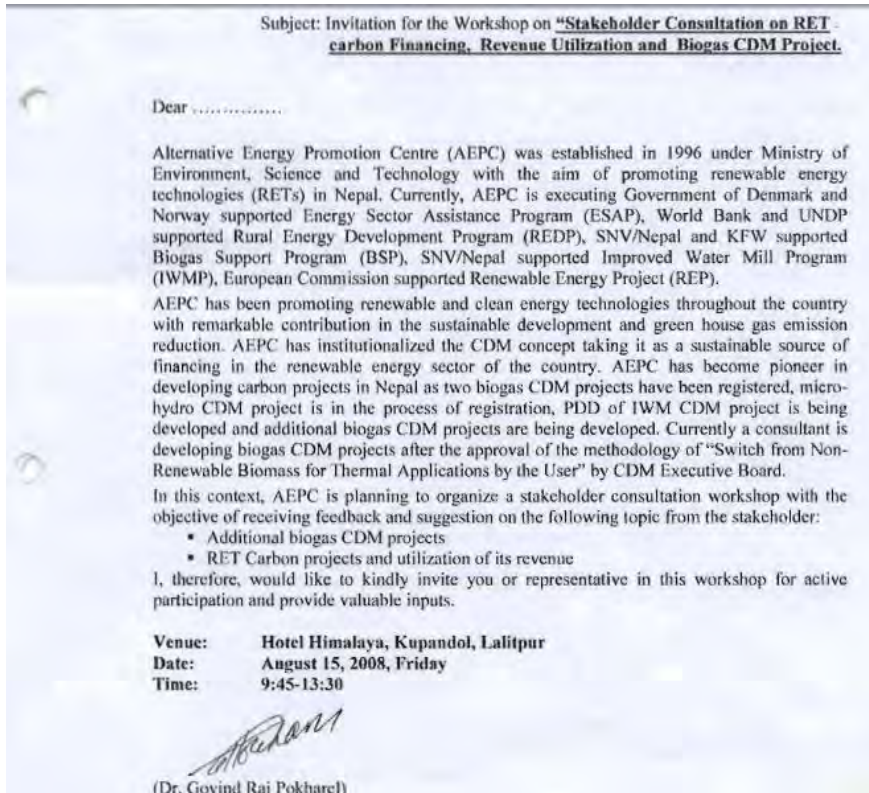 Subject: Invitation for the Workshop on "Stakeholder Consultation on RET
carbon Financing, Revenue Utilization and Biogas CDM Project.
Dear ...............
Alternative Energy Promotion Centre (AEPC) was established in 1996 under Ministry of
Environment, Science and Technology with the aim of promoting renewable energy
technologies (RETs) in Nepal. Currently, AEPC is executing Government of Denmark and
Norway supported Energy Sector Assistance Program (ESAP), World Bank and UNDP
supported Rural Energy Development Program (REDP), SNV/Nepal and KFW supported
Biogas Support Program (BSP), SNV/Nepal supported Improved Water Mill Program
(IWMP), European Commission supported Renewable Energy Project (REP).
AEPC has been promoting renewable and clean energy technologies throughout the country
with remarkable contribution in the sustainable development and green house gas emission
reduction. AEPC has institutionalized the CDM concept taking it as a sustainable source of
financing in the renewable energy sector of the country. AEPC has become pioneer in
developing carbon projects in Nepal as two biogas CDM projects have been registered, micro-
hydro CDM project is in the process of registration, PDD of IWM CDM project is being
developed and additional biogas CDM projects are being developed. Currently a consultant is
developing biogas CDM projects after the approval of the methodology of "Switch from Non-
Renewable Biomass for Thermal Applications by the User" by CDM Executive Board.
In this context, AEPC is planning to organize a stakeholder consultation workshop with the
objective of receiving feedback and suggestion on the following topic from the stakeholder:
▪ Additional biogas CDM projects
▪ RET Carbon projects and utilization of its revenue
I, therefore, would like to kindly invite you or representative in this workshop for active
participation and provide valuable inputs.
Venue: Hotel Himalaya, Kupandol, Lalitpur
Date: August 15, 2008, Friday
Time: 9:45-13:30
(Dr. Govind Raj Pokharel)